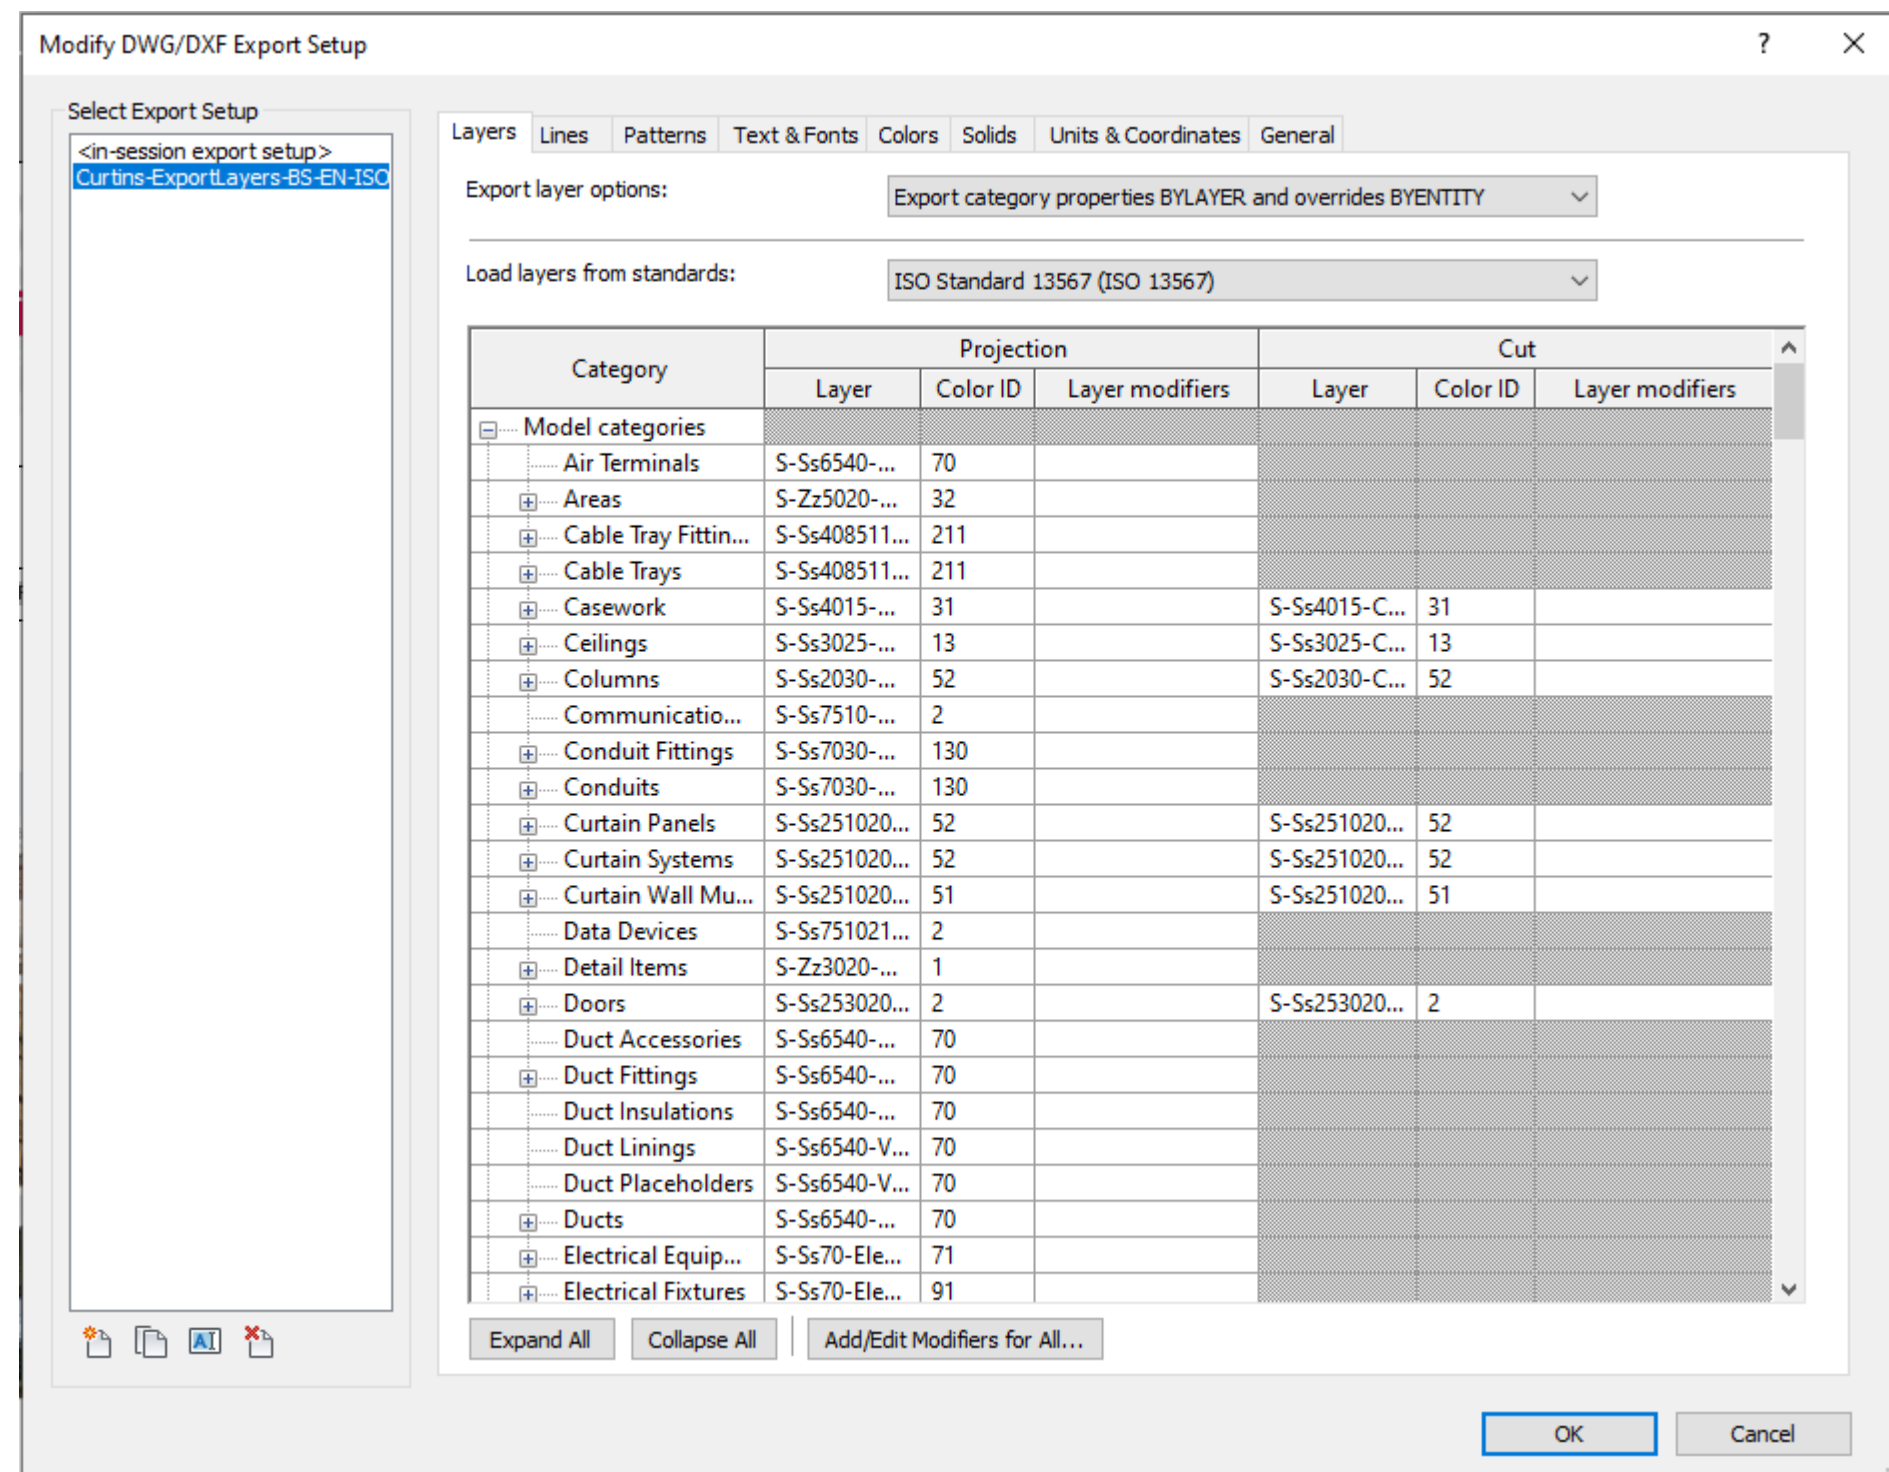 Modify DWG/DXF Export Setup
?
Select Export Setup
<in-session export setup>
Curtins-ExportLayers-BS-EN-ISO
Layers Lines Patterns Text & Fonts Colors Solids Units & Coordinates General
Export layer options: Export category properties BYLAYER and overrides BYENTITY
Load layers from standards: ISO Standard 13567 (ISO 13567)
Category Projection Cut
Layer Color ID Layer modifiers Layer Color ID Layer modifiers
Model categories
Air Terminals S-Ss6540-... 70
Areas S-Zz5020-... 32
Cable Tray Fittin... S-Ss408511... 211
Cable Trays S-Ss408511... 211
Casework S-Ss4015-... 31 S-Ss4015-C... 31
Ceilings S-Ss3025-... 13 S-Ss3025-C... 13
Columns S-Ss2030-... 52 S-Ss2030-C... 52
Communicatio... S-Ss7510-... 2
Conduit Fittings S-Ss7030-... 130
Conduits S-Ss7030-... 130
Curtain Panels S-Ss251020... 52 S-Ss251020... 52
Curtain Systems S-Ss251020... 52 S-Ss251020... 52
Curtain Wall Mu... S-Ss251020... 51 S-Ss251020... 51
Data Devices S-Ss751021... 2
Detail Items S-Zz3020-... 1
Doors S-Ss253020... 2 S-Ss253020... 2
Duct Accessories S-Ss6540-... 70
Duct Fittings S-Ss6540-... 70
Duct Insulations S-Ss6540-... 70
Duct Linings S-Ss6540-V... 70
Duct Placeholders S-Ss6540-V... 70
Ducts S-Ss6540-... 70
Electrical Equip... S-Ss70-Ele... 71
Electrical Fixtures S-Ss70-Ele... 91
Expand All Collapse All Add/Edit Modifiers for All...
OK Cancel